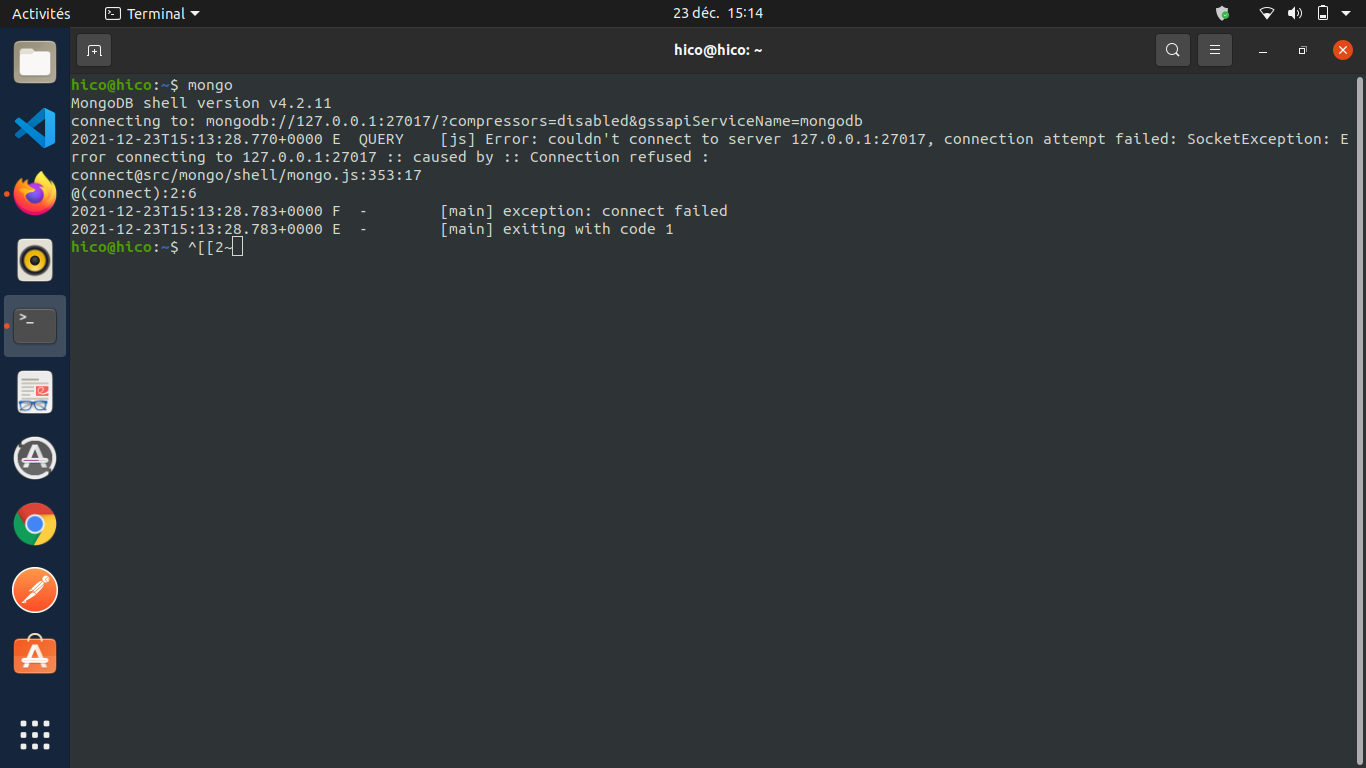 Activités
Terminal
23 déc. 15:14
hico@hico: ~
hico@hico:~$ mongo
MongoDB shell version v4.2.11
connecting to: mongodb://127.0.0.1:27017/?compressors=disabled&gssapiServiceName=mongodb
2021-12-23T15:13:28.770+0000 E  QUERY    [js] Error: couldn't connect to server 127.0.0.1:27017, connection attempt failed: SocketException: E
rror connecting to 127.0.0.1:27017 :: caused by :: Connection refused :
connect@src/mongo/shell/mongo.js:353:17
@(connect):2:6
2021-12-23T15:13:28.783+0000 F  -        [main] exception: connect failed
2021-12-23T15:13:28.783+0000 E  -        [main] exiting with code 1
hico@hico:~$ ^[[2~